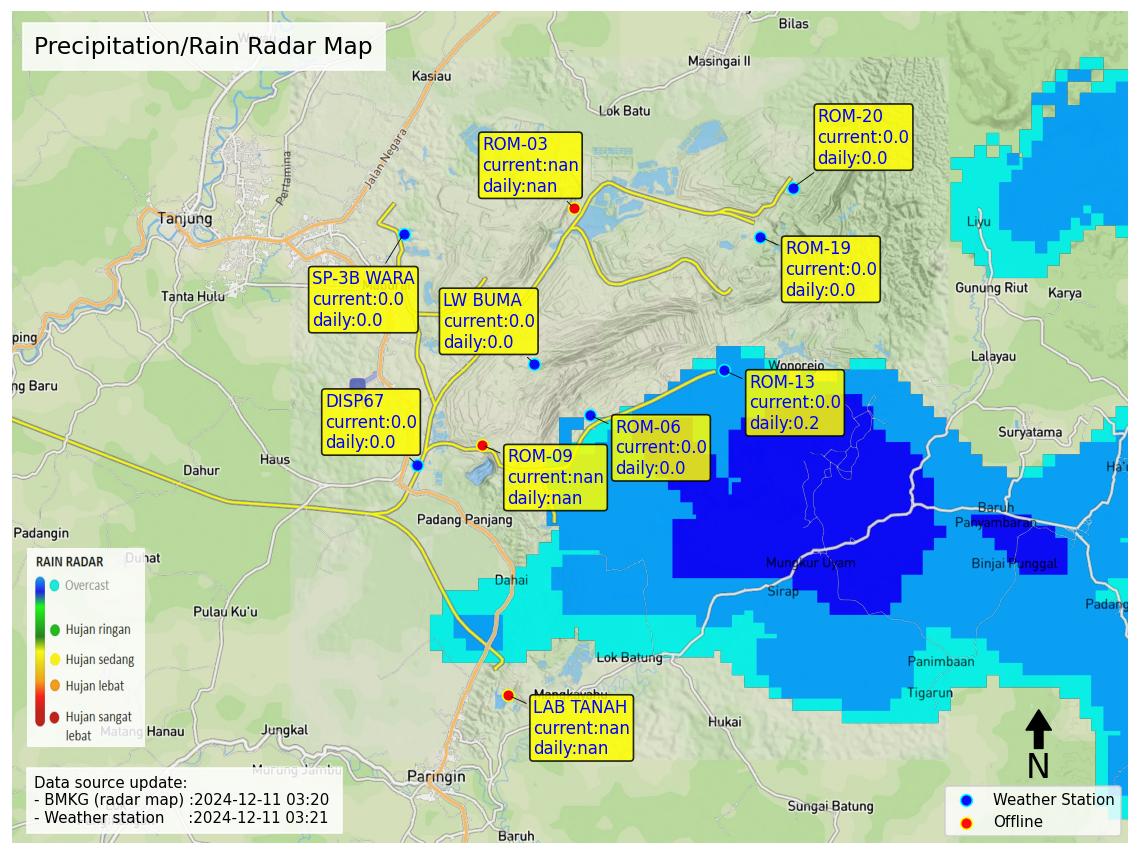 Precipitation/Rain Radar Map
Bilas
Masingai II
Kasiau
Lok Batu
Jalan Negara
Pertamina
Tanjung
Tanta Hulu
ROM-03
current:nan
daily:nan
ROM-20
current:0.0
daily:0.0
ROM-19
current:0.0
daily:0.0
SP-3B WARA
current:0.0
daily:0.0
LW BUMA
current:0.0
daily:0.0
Liyu
Gunung Riut
Karya
Lalayau
ping
ng Baru
Wonorejo
ROM-13
current:0.0
daily:0.2
DISP67
current:0.0
daily:0.0
ROM-06
current:0.0
daily:0.0
ROM-09
current:nan
daily:nan
Suryatama
Haus
Dahur
Padang Panjang
Padangin
Baruh
Panyambaran
Binjai Punggal
Mungkur Uyam
Sirap
Dahai
Pulau Ku'u
Padang
Lok Batung
Panimbaan
Tigarun
Mangkayahu
LAB TANAH
current:nan
daily:nan
Hukai
Jungkal
Paringin
Sungai Batung
Baruh
RAIN RADAR
Overcast
Hujan ringan
Hujan sedang
Hujan lebat
Hujan sangat
lebat
Matang Hanau
Murung Jambu
Data source update:
- BMKG (radar map) :2024-12-11 03:20
- Weather station :2024-12-11 03:21
N
Weather Station
Offline